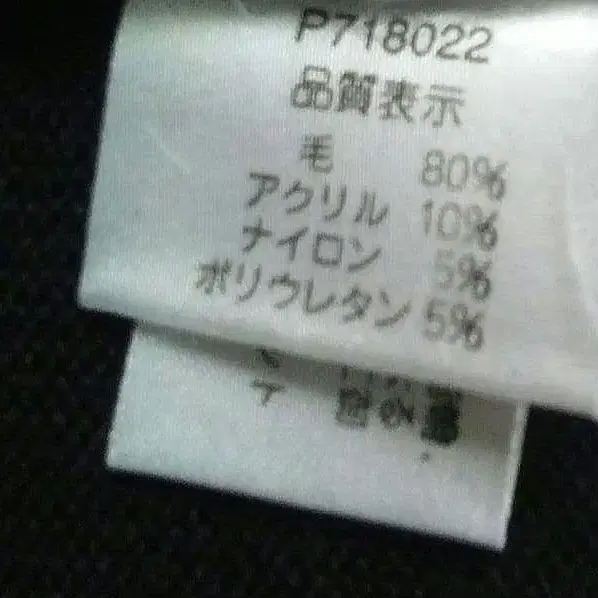 P718022
品質表示
毛 80%
アクリル 10%
ナイロン 5%
ポリウレタン 5%